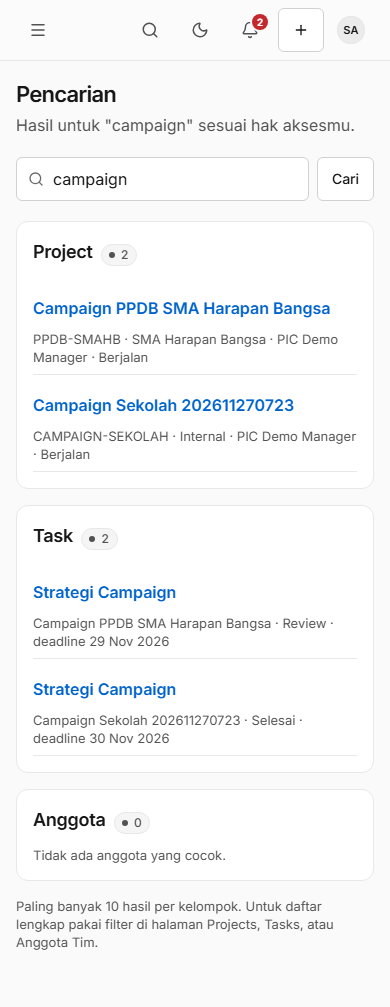 2
SA
Pencarian
Hasil untuk "campaign" sesuai hak aksesmu.
campaign
Cari
Project
2
Campaign PPDB SMA Harapan Bangsa
PPDB-SMAHB · SMA Harapan Bangsa · PIC Demo
Manager · Berjalan
Campaign Sekolah 202611270723
CAMPAIGN-SEKOLAH · Internal · PIC Demo Manager
· Berjalan
Task
2
Strategi Campaign
Campaign PPDB SMA Harapan Bangsa · Review ·
deadline 29 Nov 2026
Strategi Campaign
Campaign Sekolah 202611270723 · Selesai ·
deadline 30 Nov 2026
Anggota
0
Tidak ada anggota yang cocok.
Paling banyak 10 hasil per kelompok. Untuk daftar
lengkap pakai filter di halaman Projects, Tasks, atau
Anggota Tim.